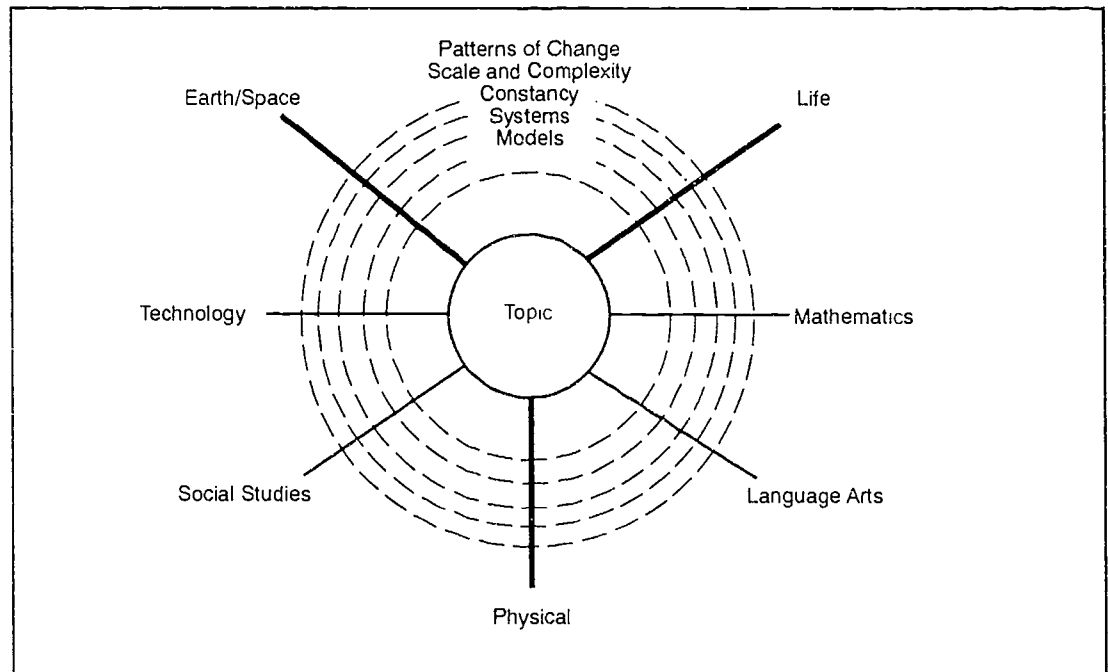 Patterns of Change
Scale and Complexity
Constancy
Systems
Models
Earth/Space
Life
Technology
Topic
Mathematics
Social Studies
Language Arts
Physical